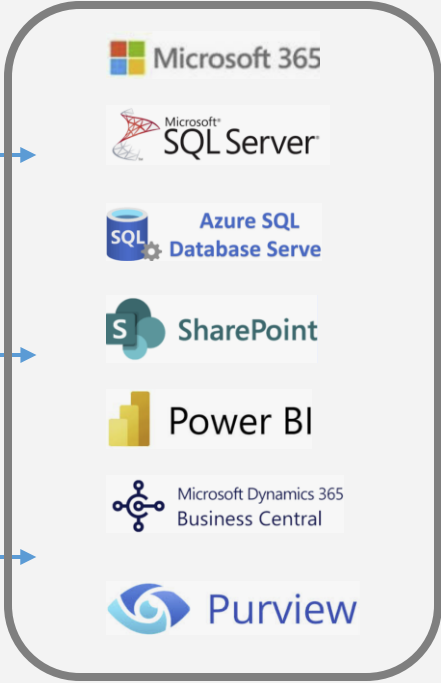 Microsoft 365
Microsoft®
SQL Server®
SQL
Azure SQL
Database Serve
S
SharePoint
Power BI
Microsoft Dynamics 365
Business Central
Purview